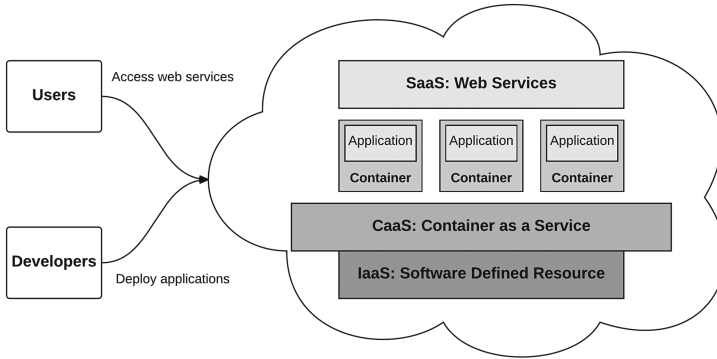 Users
Access web services
Developers
Deploy applications
SaaS: Web Services
Application
Container
Application
Container
Application
Container
CaaS: Container as a Service
IaaS: Software Defined Resource